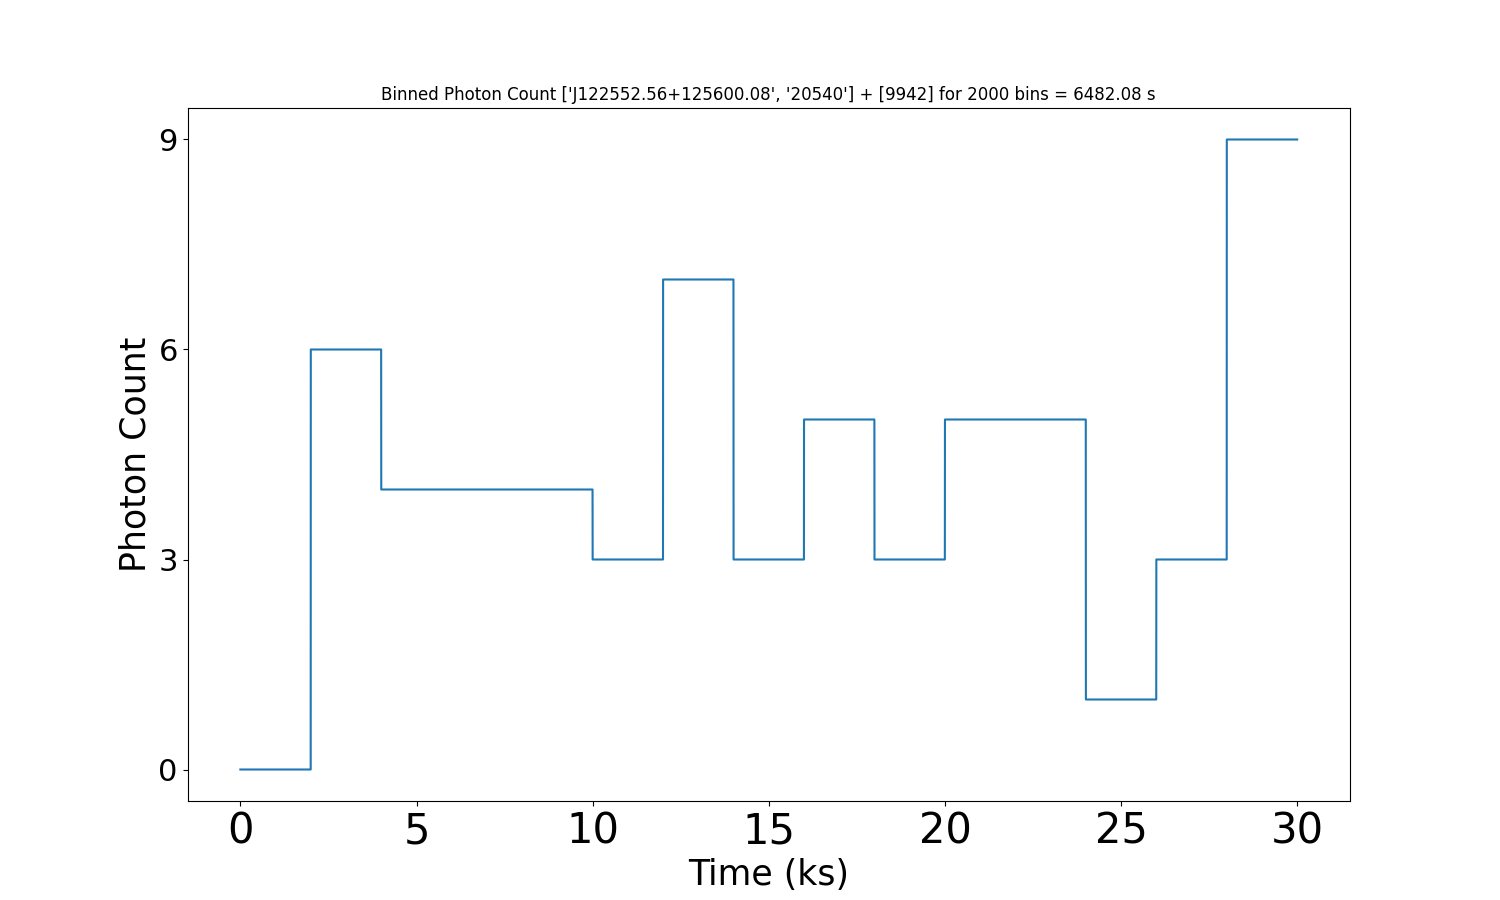 Binned Photon Count ['J122552.56+125600.08', '20540'] + [9942] for 2000 bins = 6482.08 s
9
6
3
0
Photon Count
0 5 10 15 20 25 30
Time (ks)